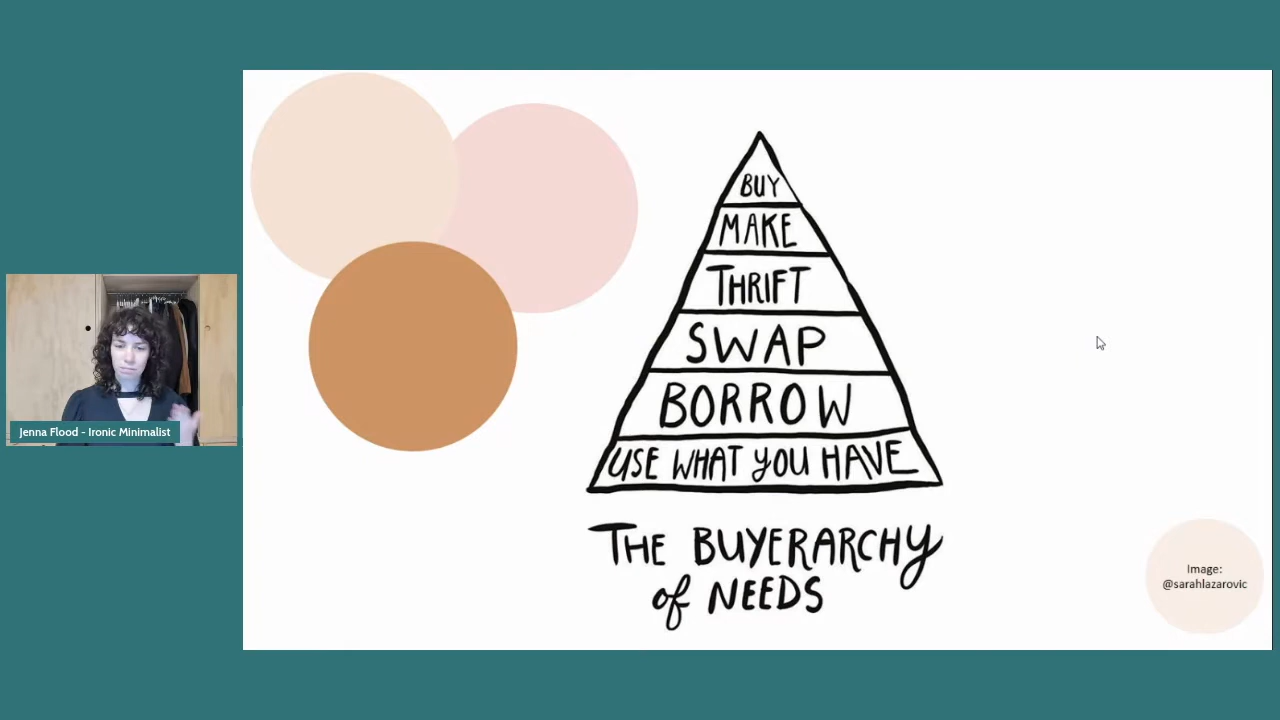 BUY
MAKE
THRIFT
SWAP
BORROW
USE WHAT YOU HAVE
THE BUYERARCHY
of NEEDS
Jenna Flood - Ironic Minimalist
Image:
@sarahlazarovic